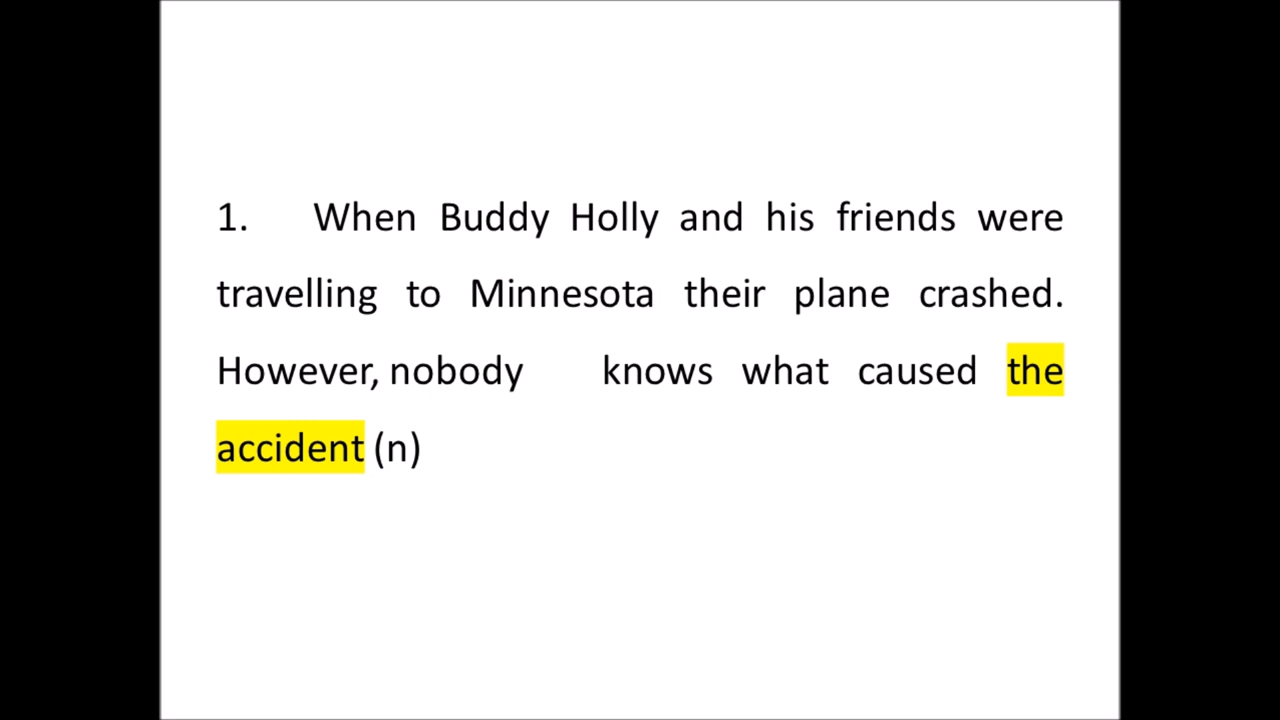 1. When Buddy Holly and his friends were
travelling to Minnesota their plane crashed.
However, nobody knows what caused the
accident (n)